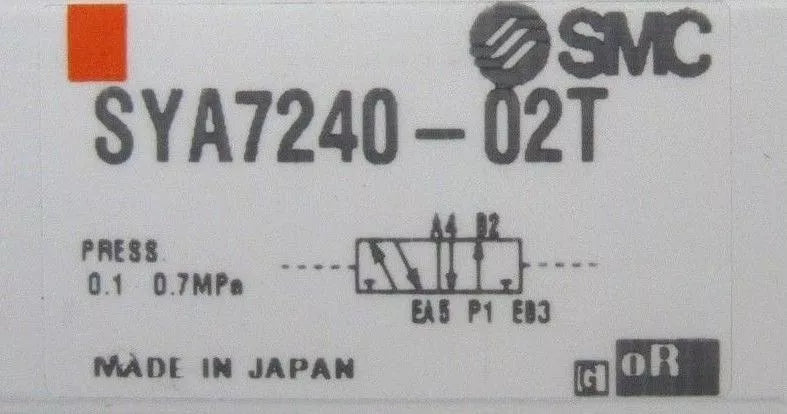 SMC
SYA7240-02T
A4 B2
PRESS.
0.1 0.7MPa
EA5 P1 EB3
MADE IN JAPAN
G oR